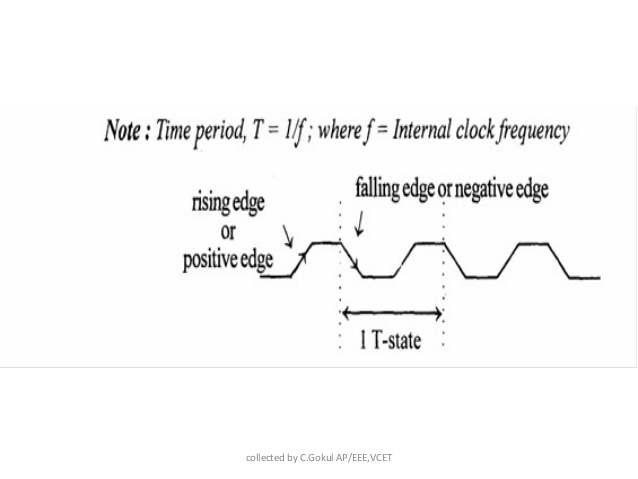 Note : Time period, T = 1/f ; where f = Internal clock frequency
falling edge or negative edge
rising edge
or
positive edge
1 T-state
collected by C.Gokul AP/EEE,VCET